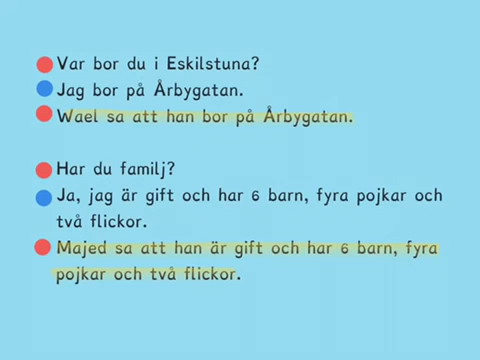 Var bor du i Eskilstuna?
Jag bor på Årbygatan.
Wael sa att han bor på Årbygatan.
Har du familj?
Ja, jag är gift och har 6 barn, fyra pojkar och
två flickor.
Majed sa att han är gift och har 6 barn, fyra
pojkar och två flickor.